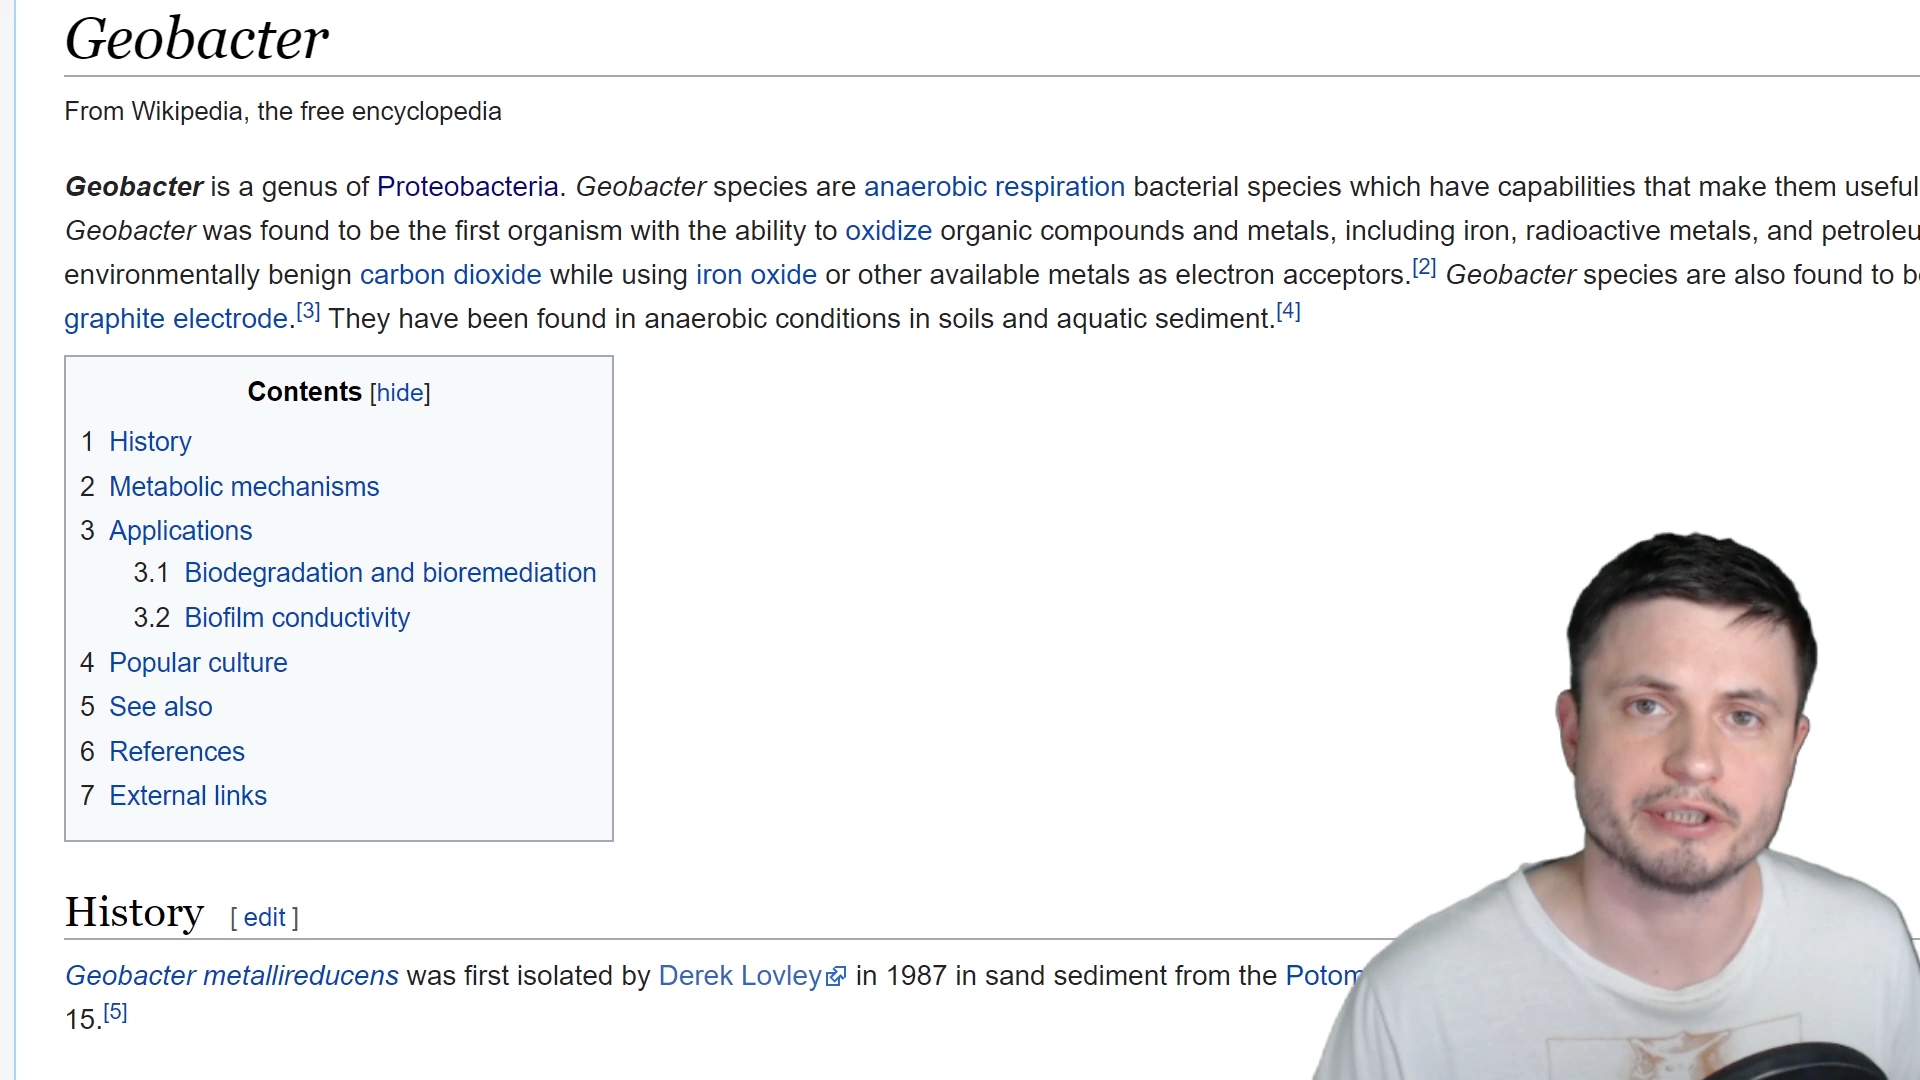 Geobacter
From Wikipedia, the free encyclopedia
Geobacter is a genus of Proteobacteria. Geobacter species are anaerobic respiration bacterial species which have capabilities that make them useful
Geobacter was found to be the first organism with the ability to oxidize organic compounds and metals, including iron, radioactive metals, and petroleu
environmentally benign carbon dioxide while using iron oxide or other available metals as electron acceptors.[2] Geobacter species are also found to b
graphite electrode.[3] They have been found in anaerobic conditions in soils and aquatic sediment.[4]
Contents [hide]
1 History
2 Metabolic mechanisms
3 Applications
3.1 Biodegradation and bioremediation
3.2 Biofilm conductivity
4 Popular culture
5 See also
6 References
7 External links
History [ edit ]
Geobacter metallireducens was first isolated by Derek Lovley in 1987 in sand sediment from the Potom
15.[5]